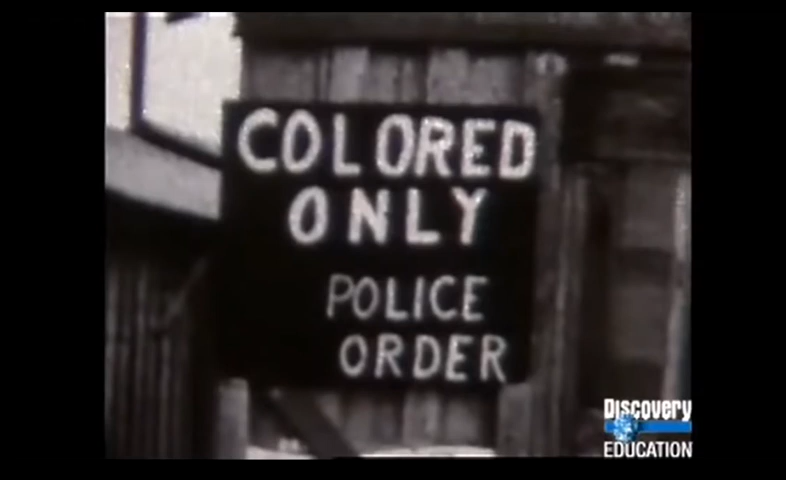 COLORED
ONLY
POLICE
ORDER
Discovery
EDUCATION